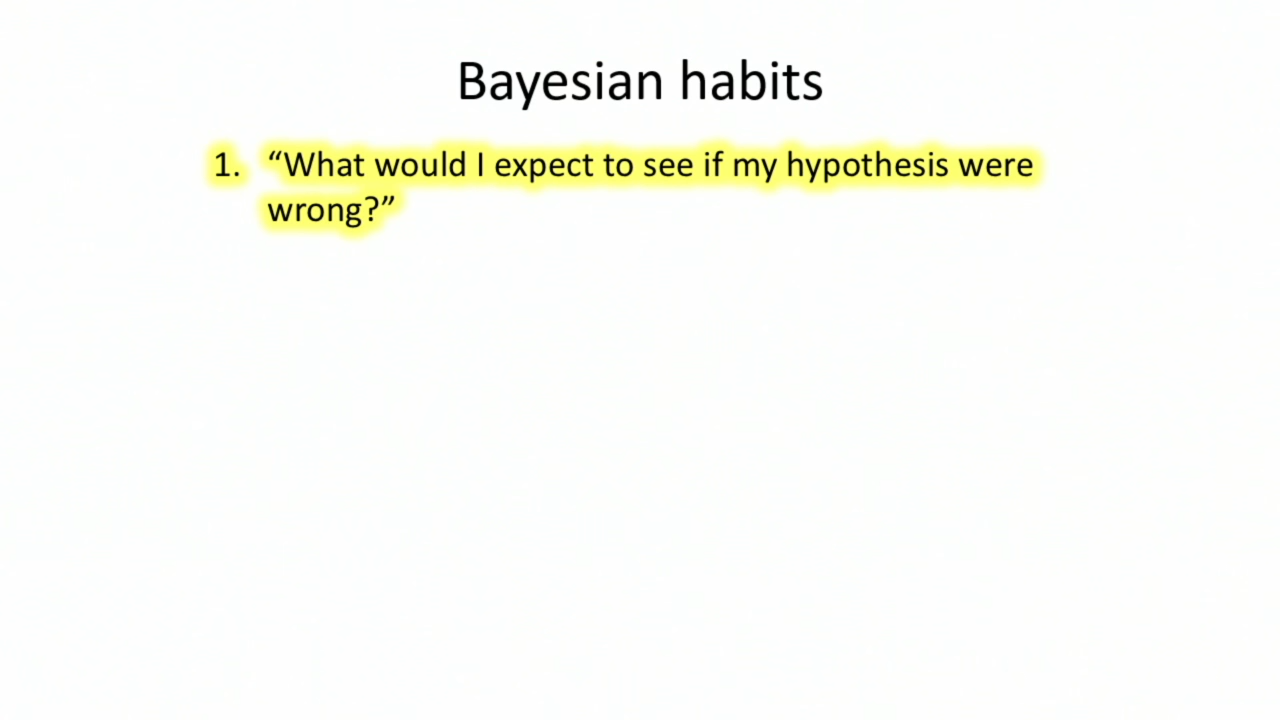 Bayesian habits
1. “What would I expect to see if my hypothesis were
wrong?”